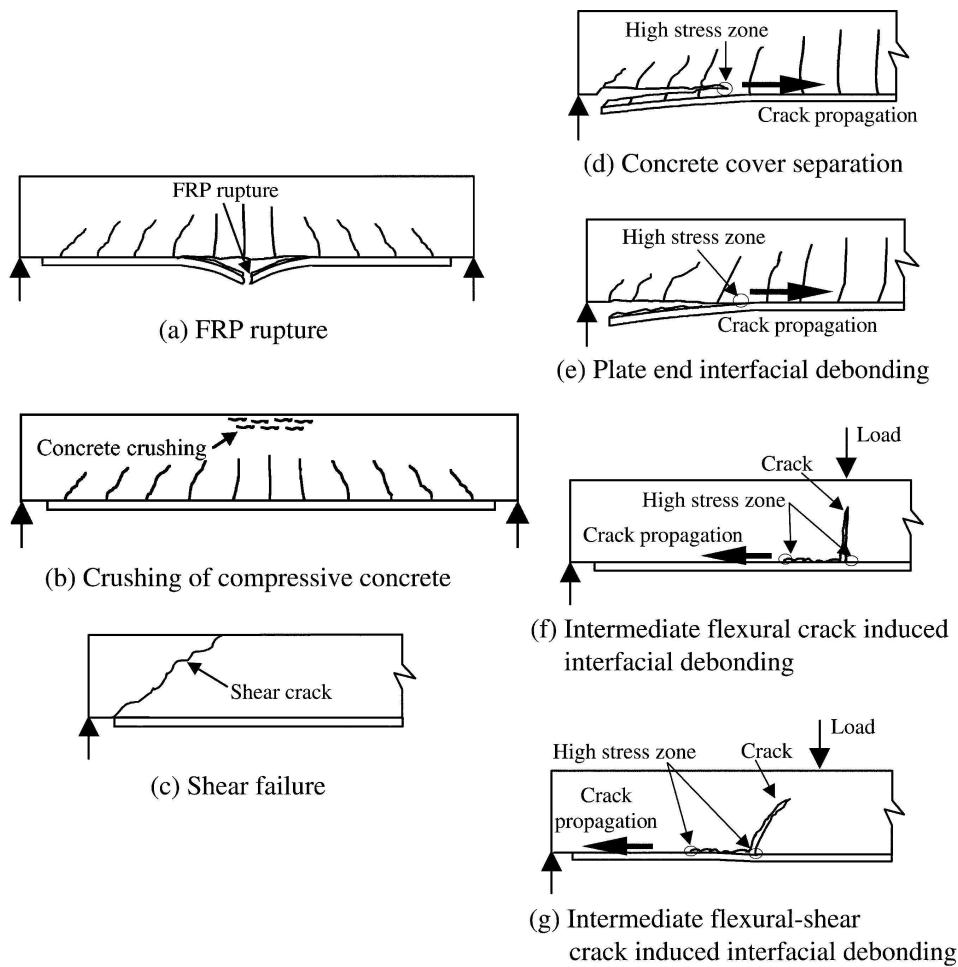 FRP rupture
(a) FRP rupture
Concrete crushing
(b) Crushing of compressive concrete
Shear crack
(c) Shear failure
High stress zone
Crack propagation
(d) Concrete cover separation
High stress zone
Crack propagation
(e) Plate end interfacial debonding
Load
Crack
High stress zone
Crack propagation
(f) Intermediate flexural crack induced
interfacial debonding
Load
High stress zone
Crack
Crack
propagation
(g) Intermediate flexural-shear
crack induced interfacial debonding